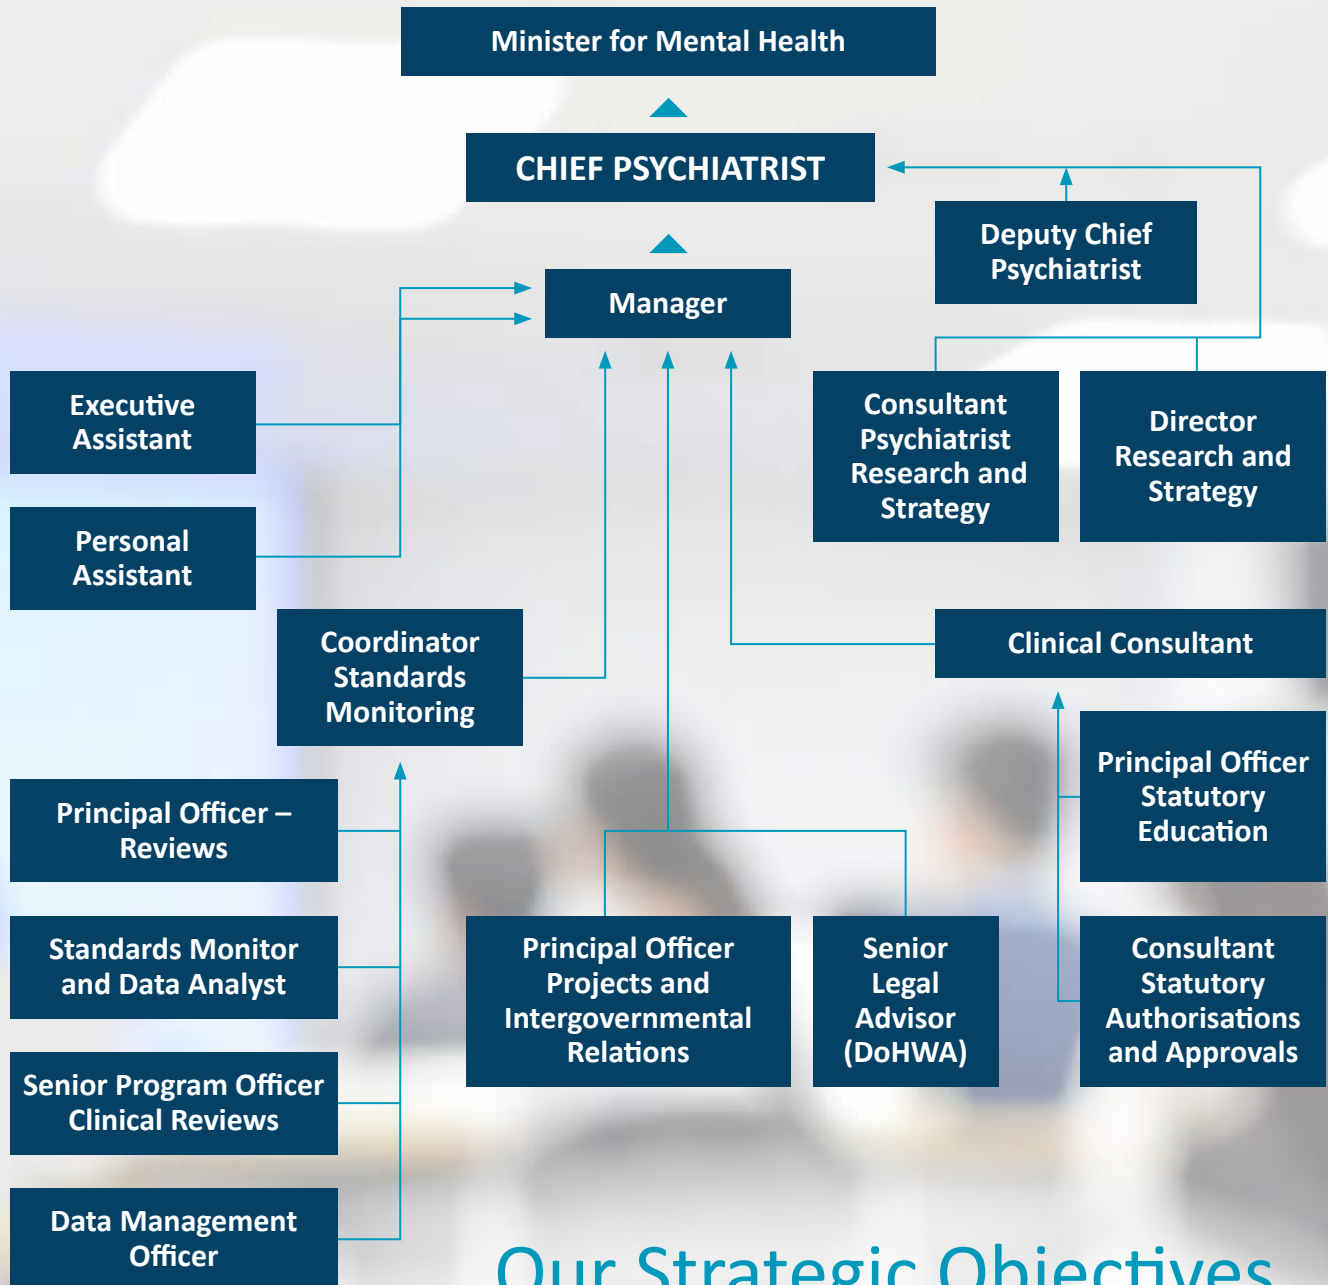 Minister for Mental Health
CHIEF PSYCHIATRIST
Deputy Chief
Psychiatrist
Manager
Executive
Assistant
Consultant
Psychiatrist
Research and
Strategy
Director
Research and
Strategy
Personal
Assistant
Coordinator
Standards
Monitoring
Clinical Consultant
Principal Officer –
Reviews
Principal Officer
Statutory
Education
Standards Monitor
and Data Analyst
Principal Officer
Projects and
Intergovernmental
Relations
Senior
Legal
Advisor
(DoHWA)
Consultant
Statutory
Authorisations
and Approvals
Senior Program Officer
Clinical Reviews
Data Management
Officer
Our Strategic Objectives